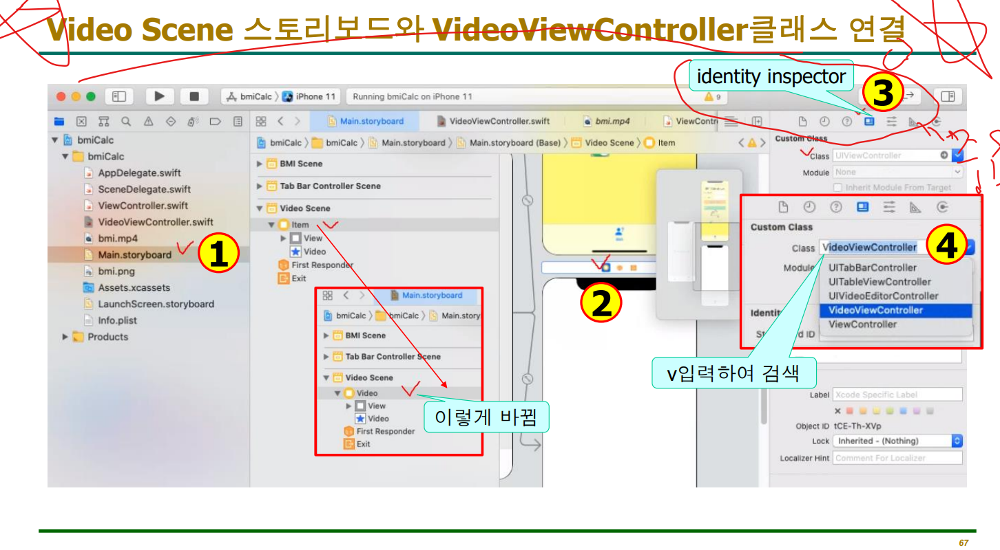 Video Scene 스토리보드와 VideoViewController클래스 연결
identity inspector
3
bmiCalc 〉 iPhone 11
Running bmiCalc on iPhone 11
9
Main.storyboard
VideoViewController.swift
bmi.mp4
ViewContr
bmiCalc 〉 bmiCalc 〉 Main.storyboard 〉 Main.storyboard (Base) 〉 Video Scene 〉 Item
bmiCalc
bmiCalc
AppDelegate.swift
SceneDelegate.swift
ViewController.swift
VideoViewController.swift
bmi.mp4
Main.storyboard
bmi.png
Assets.xcassets
LaunchScreen.storyboard
Info.plist
Products
1
BMI Scene
Tab Bar Controller Scene
Video Scene
Item
View
Video
First Responder
Exit
Main.storyboard
bmiCalc 〉 bmiCalc 〉 Main.story
BMI Scene
Tab Bar Controller Scene
Video Scene
Video
View
Video
First Responder
Exit
이렇게 바뀜
2
Custom Class
Class UIViewController
Module None
Inherit Module From Target
Custom Class
Class VideoViewController
4
Module
UITabBarController
UITableViewController
UIVideoEditorController
VideoViewController
ViewController
Identit
St
d ID
v입력하여 검색
Label Xcode Specific Label
Object ID tCE-Th-XVp
Lock Inherited - (Nothing)
Localizer Hint Comment For Localizer
67